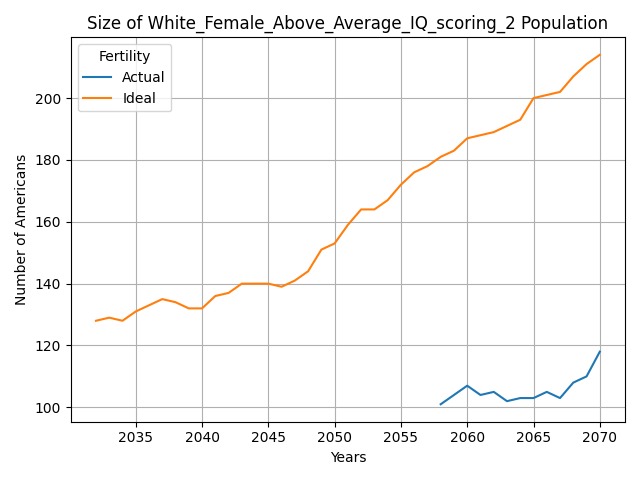 Size of White_Female_Above_Average_IQ_scoring_2 Population
Fertility
Actual
Ideal
Number of Americans
200
180
160
140
120
100
2035 2040 2045 2050 2055 2060 2065 2070
Years